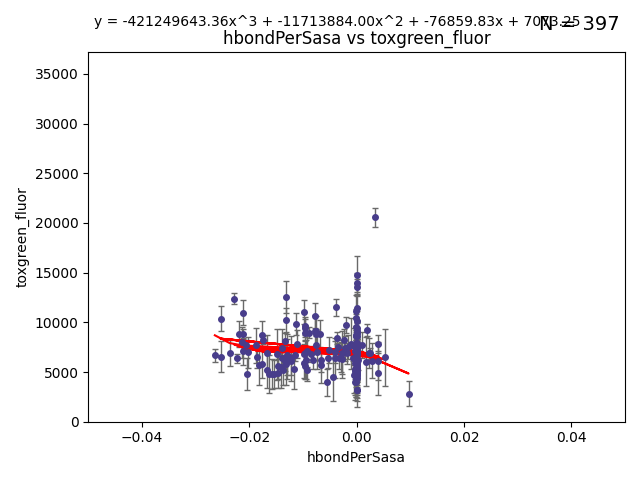 y = -421249643.36x^3 + -11713884.00x^2 + -76859.83x + 7073.25
N = 397
hbondPerSasa vs toxgreen_fluor
35000
30000
25000
20000
15000
10000
5000
0
toxgreen_fluor
−0.04
−0.02
0.00
0.02
0.04
hbondPerSasa